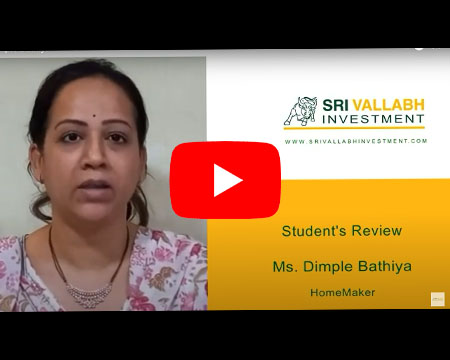 SRI VALLABH
INVESTMENT
WWW.SRIVALLABHINVESTMENT.COM
Student's Review
Ms. Dimple Bathiya
HomeMaker